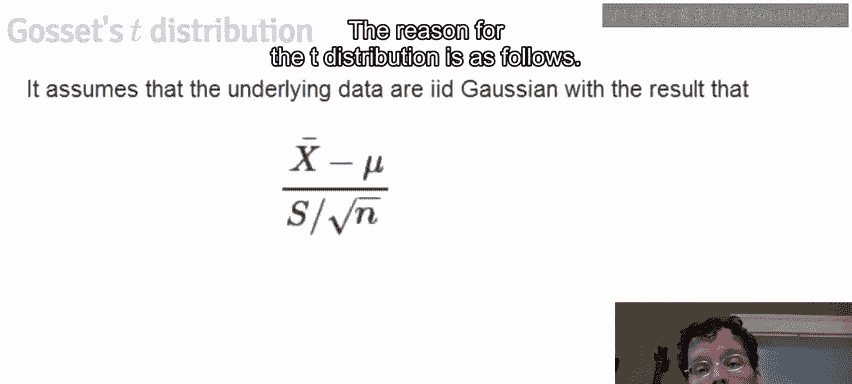 Gosset's t distribution
The reason for
the t distribution is as follows.
It assumes that the underlying data are iid Gaussian with the result that
X̄ − μ
S/√n